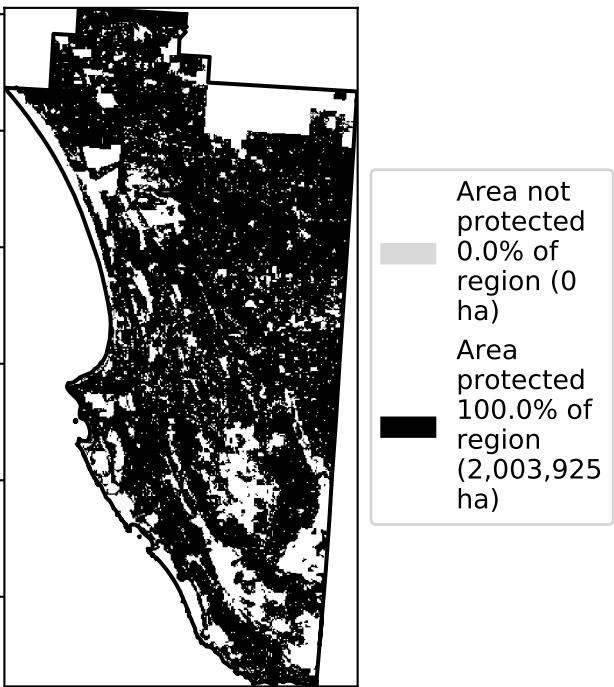 Area not
protected
0.0% of
region (0
ha)
Area
protected
100.0% of
region
(2,003,925
ha)